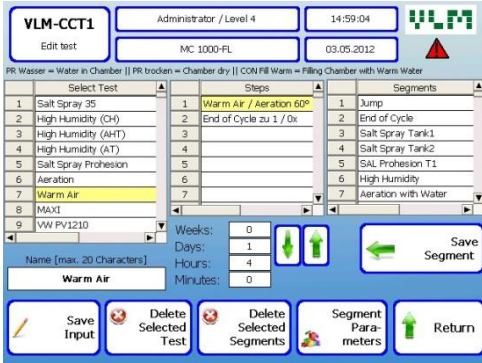 VLM-CCT1
Edit test
Administrator / Level 4
14:59:04
VLM
MC 1000-FL
03.05.2012
PR Wasser = Water in Chamber || PR trocken = Chamber dry || CON Fill Warm = Filling Chamber with Warm Water
Select Test
1 Salt Spray 35
2 High Humidity (CH)
3 High Humidity (AHT)
4 High Humidity (AT)
5 Salt Spray Prohesion
6 Aeration
7 Warm Air
8 MAXI
9 VW PV1210
Steps
1 Warm Air / Aeration 60º
2 End of Cycle zu 1 / 0x
3
4
5
6
7
Segments
1 Jump
2 End of Cycle
3 Salt Spray Tank1
4 Salt Spray Tank2
5 SAL Prohesion T1
6 High Humidity
7 Aeration with Water
Name [max. 20 Characters]
Warm Air
Weeks: 0
Days: 1
Hours: 4
Minutes: 0
Save
Segment
Save
Input
Delete
Selected
Test
Delete
Selected
Segments
Segment
Para-
meters
Return